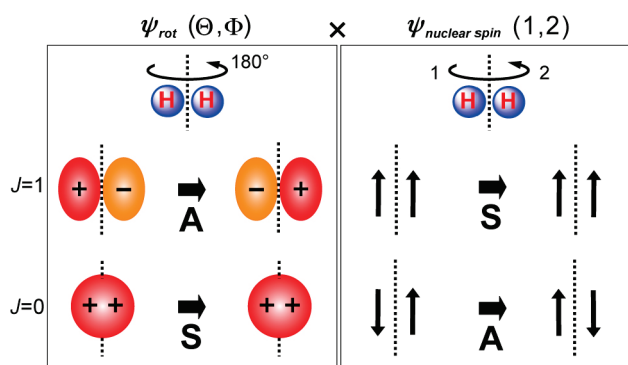 ψrot (Θ,Φ) × ψnuclear spin (1,2)
180° 1 2
H H H H
J=1 + − − +
A S
J=0 + + + +
S A